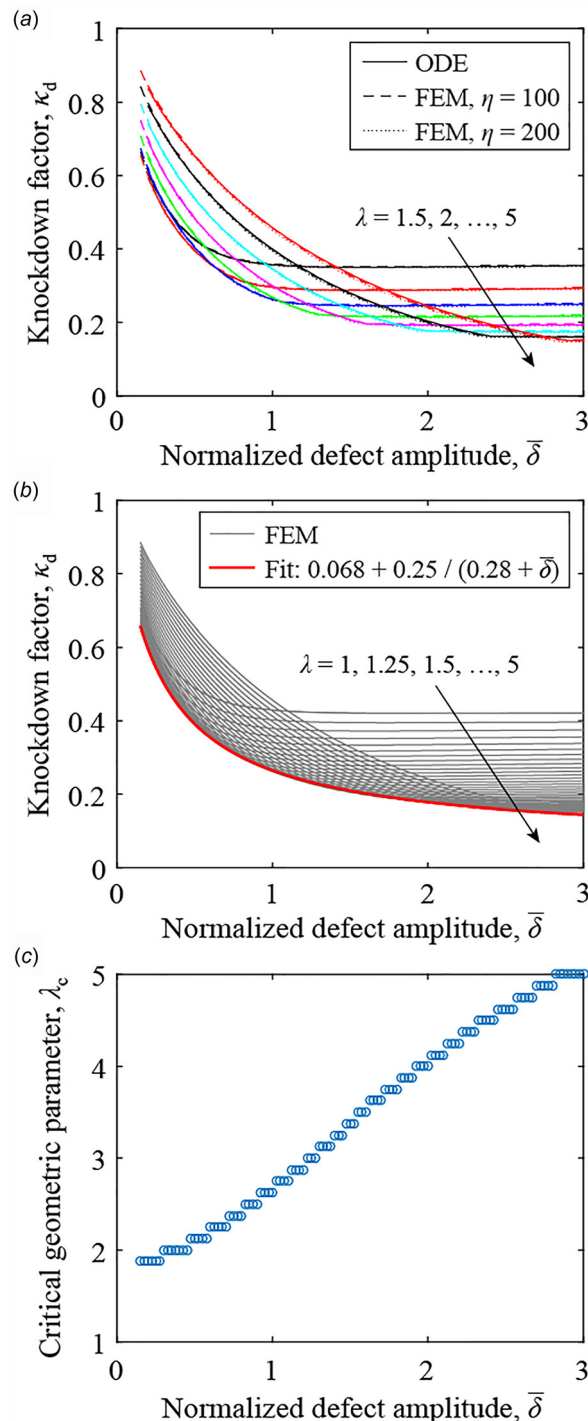 (a)
1
0.8
0.6
0.4
0.2
0
Knockdown factor, κd
ODE
FEM, η = 100
FEM, η = 200
λ = 1.5, 2, …, 5
0 1 2 3
Normalized defect amplitude, δ̅
(b)
1
0.8
0.6
0.4
0.2
0
Knockdown factor, κd
FEM
Fit: 0.068 + 0.25 / (0.28 + δ̅)
λ = 1, 1.25, 1.5, …, 5
0 1 2 3
Normalized defect amplitude, δ̅
(c)
5
4
3
2
1
Critical geometric parameter, λc
0 1 2 3
Normalized defect amplitude, δ̅